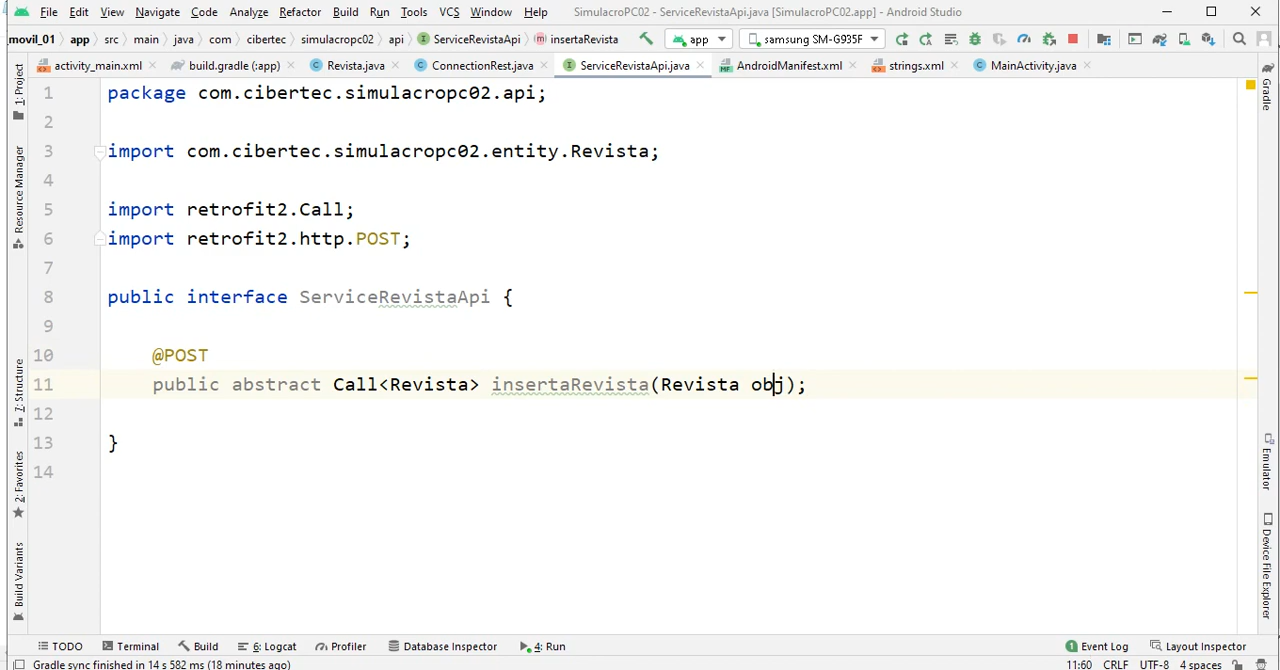 File Edit View Navigate Code Analyze Refactor Build Run Tools VCS Window Help SimulacroPC02 - ServiceRevistaApi.java [SimulacroPC02.app] - Android Studio
movil_01 app src main java com cibertec simulacropc02 api ServiceRevistaApi insertaRevista app samsung SM-G935F
activity_main.xml build.gradle (:app) Revista.java ConnectionRest.java ServiceRevistaApi.java AndroidManifest.xml strings.xml MainActivity.java
1 package com.cibertec.simulacropc02.api;
2
3 import com.cibertec.simulacropc02.entity.Revista;
4
5 import retrofit2.Call;
6 import retrofit2.http.POST;
7
8 public interface ServiceRevistaApi {
9
10 @POST
11 public abstract Call<Revista> insertaRevista(Revista obj);
12
13 }
14
1: Project
Resource Manager
7: Structure
2: Favorites
Build Variants
Gradle
Emulator
Device File Explorer
TODO Terminal Build 6: Logcat Profiler Database Inspector 4: Run Event Log Layout Inspector
Gradle sync finished in 14 s 582 ms (18 minutes ago) 11:60 CRLF UTF-8 4 spaces